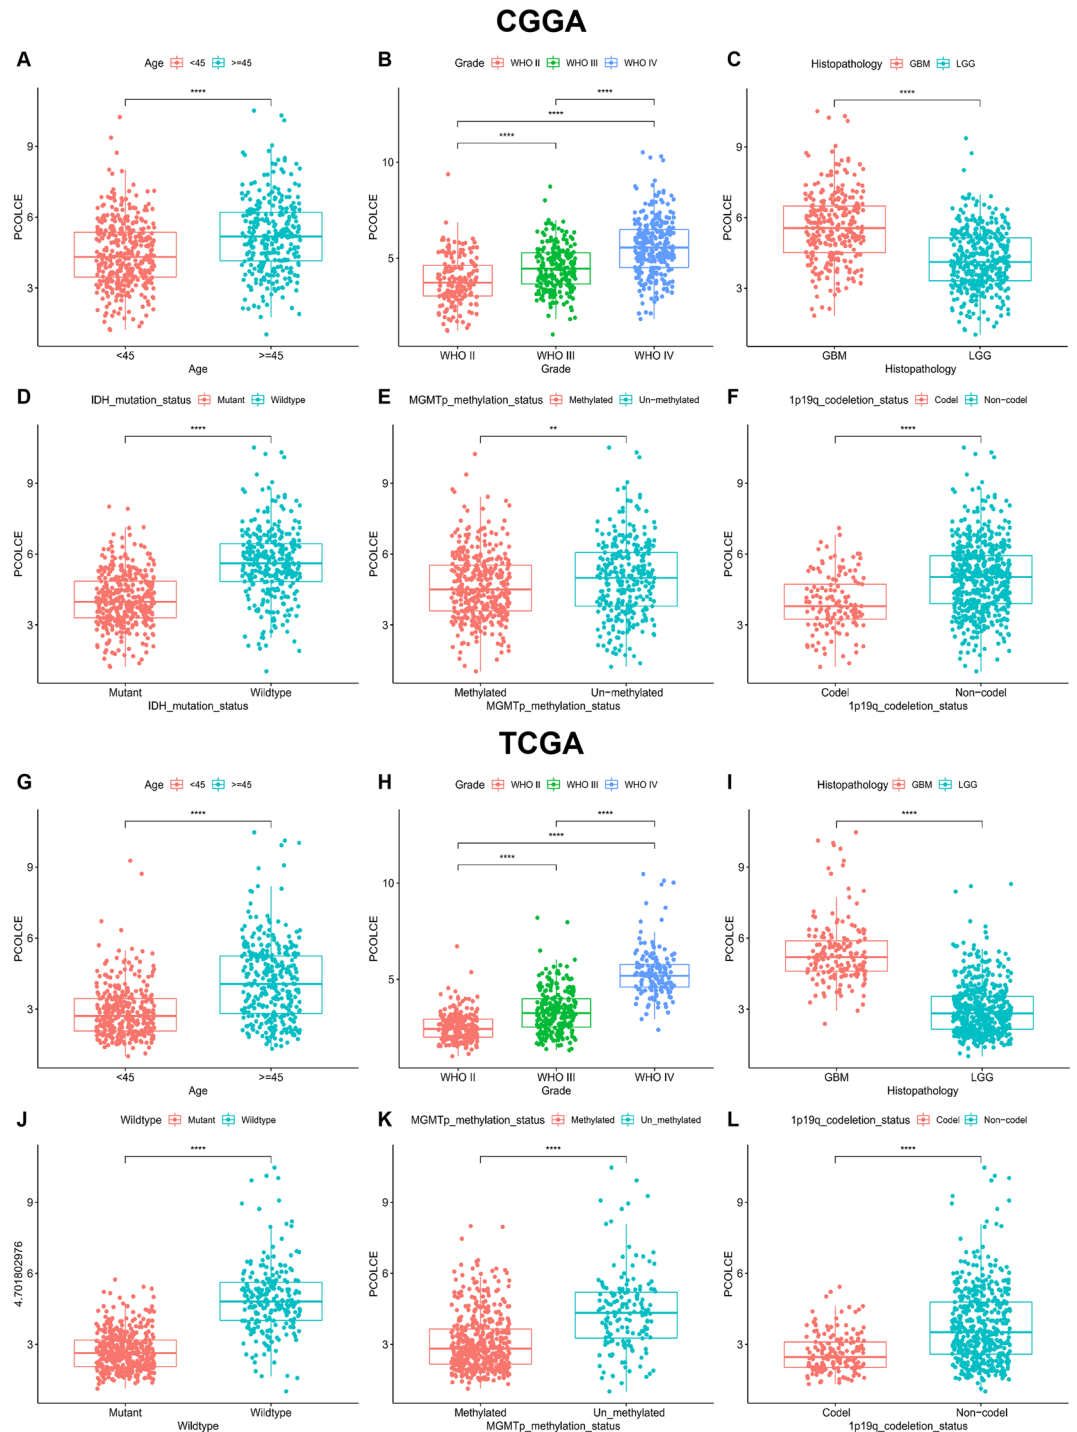 CGGA
A
Age <45 >=45
****
PCOLCE
9
6
3
<45 >=45
Age
B
Grade WHO II WHO III WHO IV
****
****
****
PCOLCE
10
5
WHO II WHO III WHO IV
Grade
C
Histopathology GBM LGG
****
PCOLCE
9
6
3
GBM LGG
Histopathology
D
IDH_mutation_status Mutant Wildtype
****
PCOLCE
9
6
3
Mutant Wildtype
IDH_mutation_status
E
MGMTp_methylation_status Methylated Un-methylated
**
PCOLCE
9
6
3
Methylated Un-methylated
MGMTp_methylation_status
F
1p19q_codeletion_status Codel Non-codel
****
PCOLCE
9
6
3
Codel Non-codel
1p19q_codeletion_status
TCGA
G
Age <45 >=45
****
PCOLCE
9
6
3
<45 >=45
Age
H
Grade WHO II WHO III WHO IV
****
****
****
PCOLCE
10
5
WHO II WHO III WHO IV
Grade
I
Histopathology GBM LGG
****
PCOLCE
9
6
3
GBM LGG
Histopathology
J
Wildtype Mutant Wildtype
****
4.701802976
9
6
3
Mutant Wildtype
Wildtype
K
MGMTp_methylation_status Methylated Un_methylated
****
PCOLCE
9
6
3
Methylated Un_methylated
MGMTp_methylation_status
L
1p19q_codeletion_status Codel Non-codel
****
PCOLCE
9
6
3
Codel Non-codel
1p19q_codeletion_status